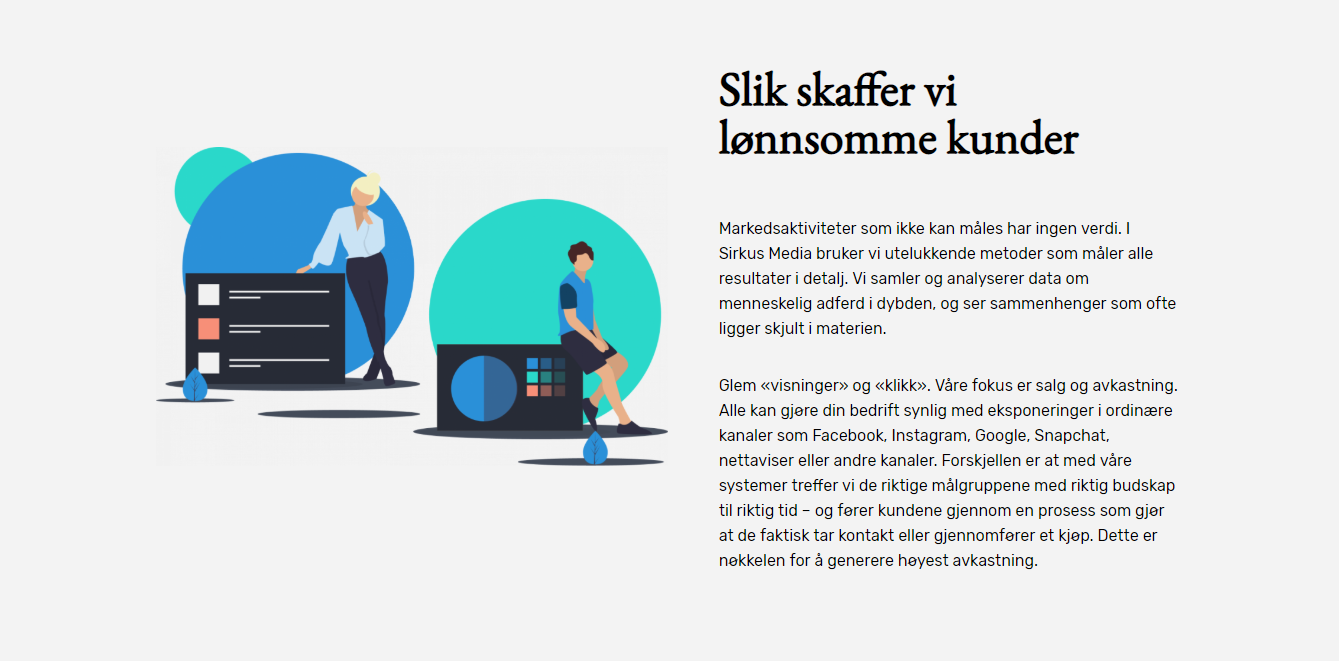 Slik skaffer vi
lønnsomme kunder
Markedsaktiviteter som ikke kan måles har ingen verdi. I
Sirkus Media bruker vi utelukkende metoder som måler alle
resultater i detalj. Vi samler og analyserer data om
menneskelig adferd i dybden, og ser sammenhenger som ofte
ligger skjult i materien.
Glem «visninger» og «klikk». Våre fokus er salg og avkastning.
Alle kan gjøre din bedrift synlig med eksponeringer i ordinære
kanaler som Facebook, Instagram, Google, Snapchat,
nettaviser eller andre kanaler. Forskjellen er at med våre
systemer treffer vi de riktige målgruppene med riktig budskap
til riktig tid – og fører kundene gjennom en prosess som gjør
at de faktisk tar kontakt eller gjennomfører et kjøp. Dette er
nøkkelen for å generere høyest avkastning.